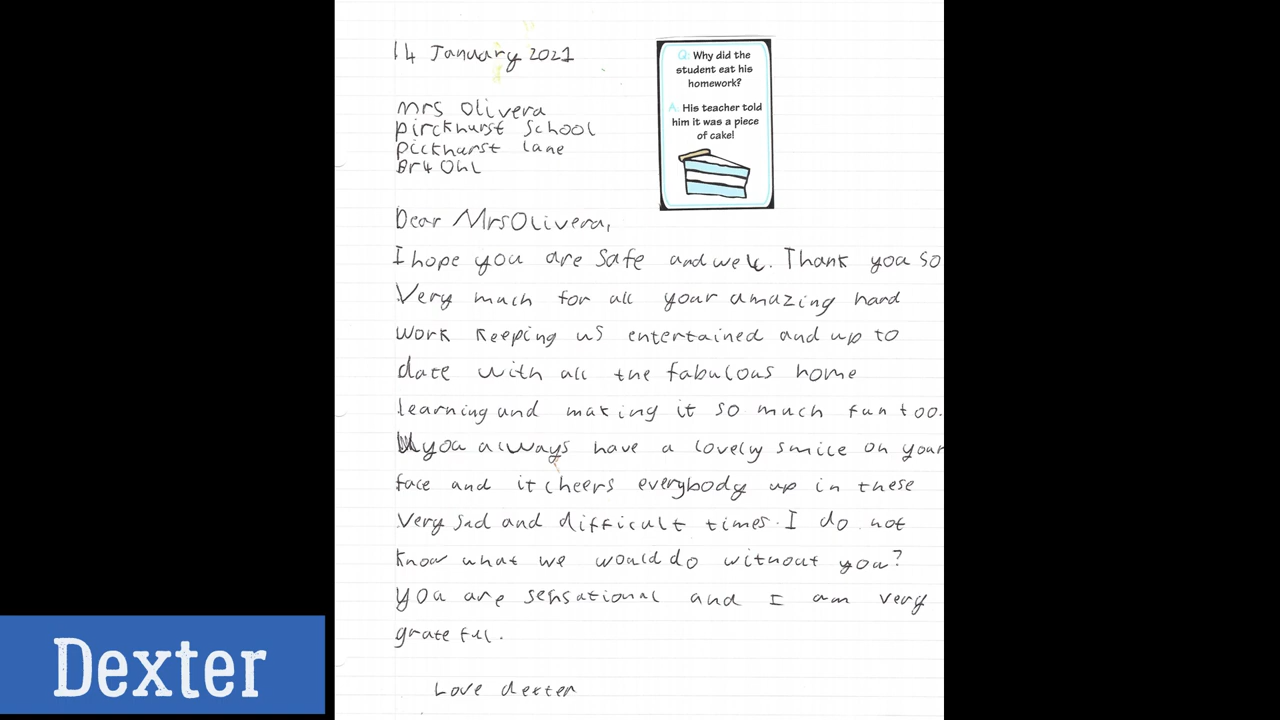 14 January 2021
Mrs Olivera
pirckhurst school
pickhurst lane
Br4 0hL
Q: Why did the
student eat his
homework?
A: His teacher told
him it was a piece
of cake!
Dear Mrs Olivera,
I hope you are safe and well. Thank you so
Very much for all your amazing hard
work keeping us entertained and up to
date with all the fabulous home
learning and making it so much fun too.
you always have a lovely smile on your
face and it cheers everybody up in these
very sad and difficult times. I do not
know what we would do without you?
you are sensational and I am very
gratefull.
Love dexter
Dexter